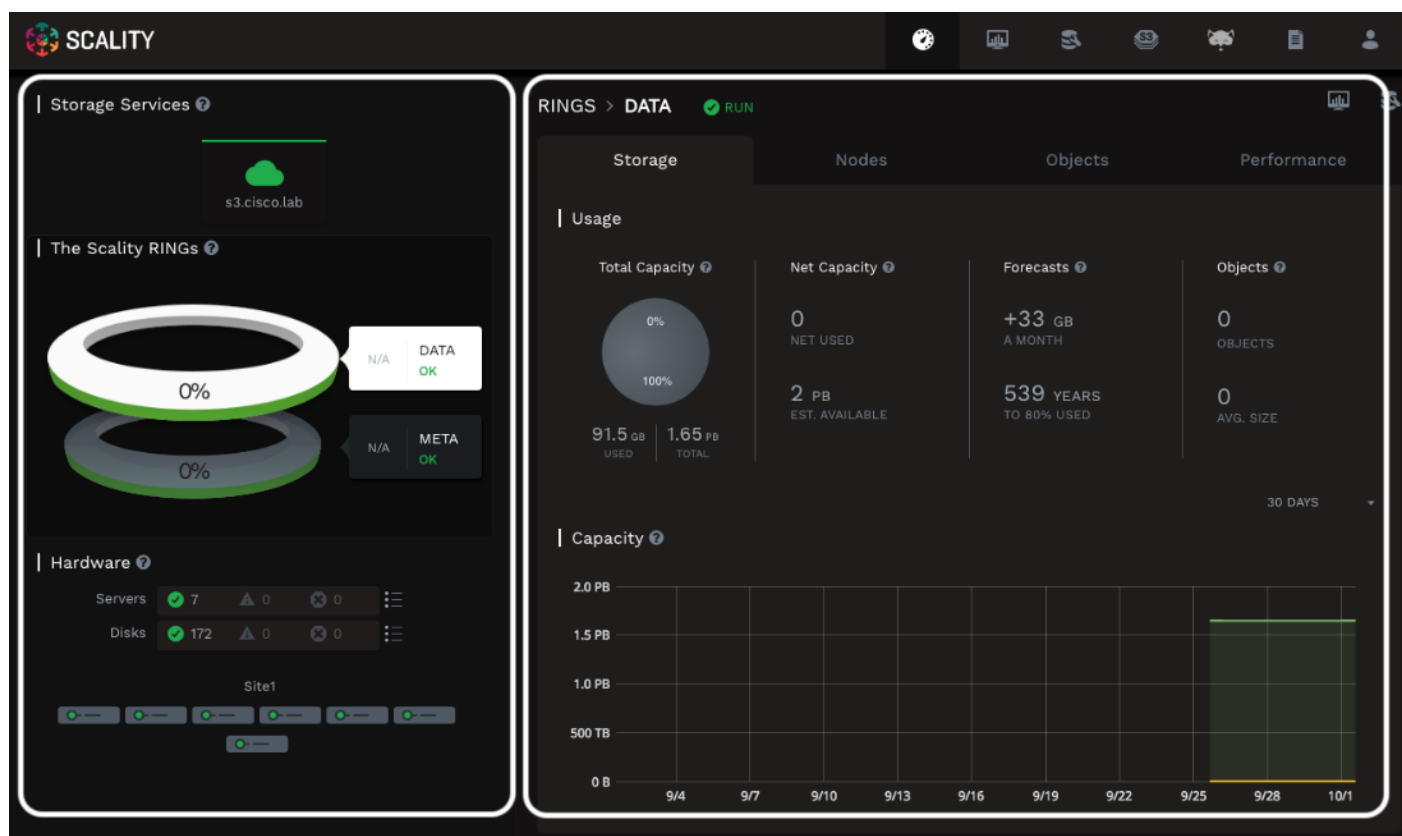 SCALITY
S3
Storage Services ?
s3.cisco.lab
The Scality RINGs ?
0%
N/A DATA
OK
0%
N/A META
OK
Hardware ?
Servers 7 0 0
Disks 172 0 0
Site1
RINGS > DATA RUN
Storage Nodes Objects Performance
Usage
Total Capacity ? Net Capacity ? Forecasts ? Objects ?
0%
100%
91.5 GB 1.65 PB
USED TOTAL
0
NET USED
2 PB
EST. AVAILABLE
+33 GB
A MONTH
539 YEARS
TO 80% USED
0
OBJECTS
0
AVG. SIZE
30 DAYS
Capacity ?
2.0 PB
1.5 PB
1.0 PB
500 TB
0 B
9/4 9/7 9/10 9/13 9/16 9/19 9/22 9/25 9/28 10/1